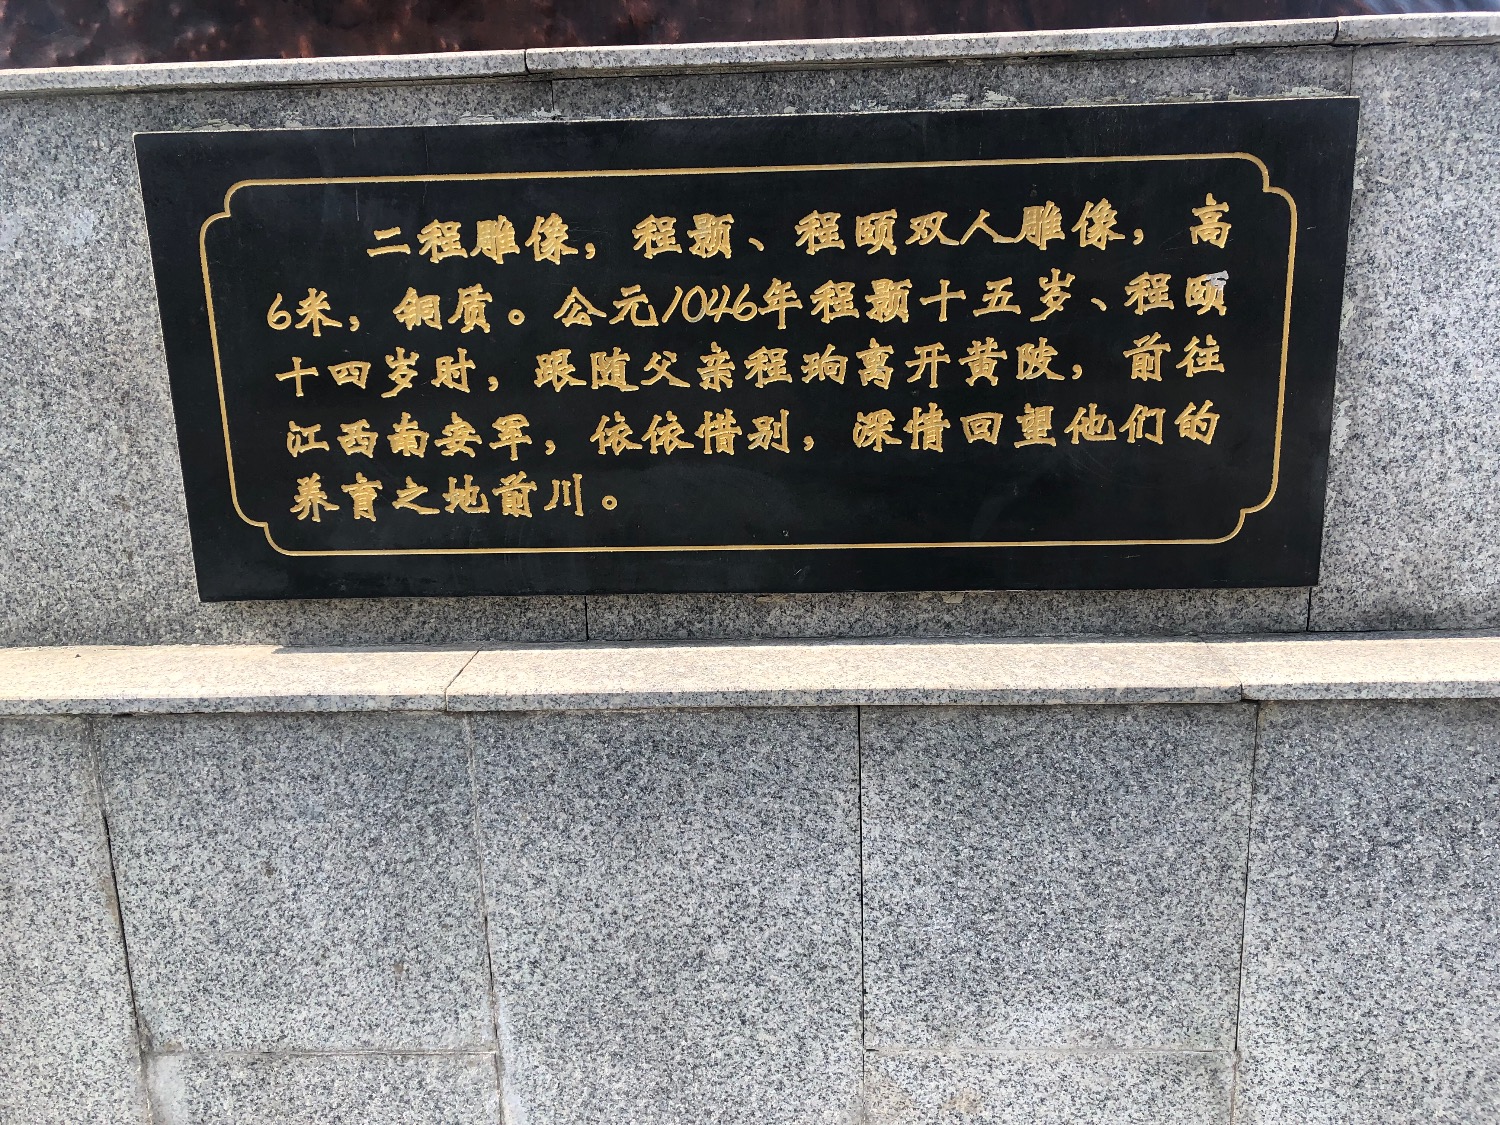 二程雕像，程颢、程颐双人雕像，高
6米，铜质。公元1046年程颢十五岁、程颐
十四岁时，跟随父亲程珦离开黄陂，前往
江西南安军，依依惜别，深情回望他们的
养育之地前川。